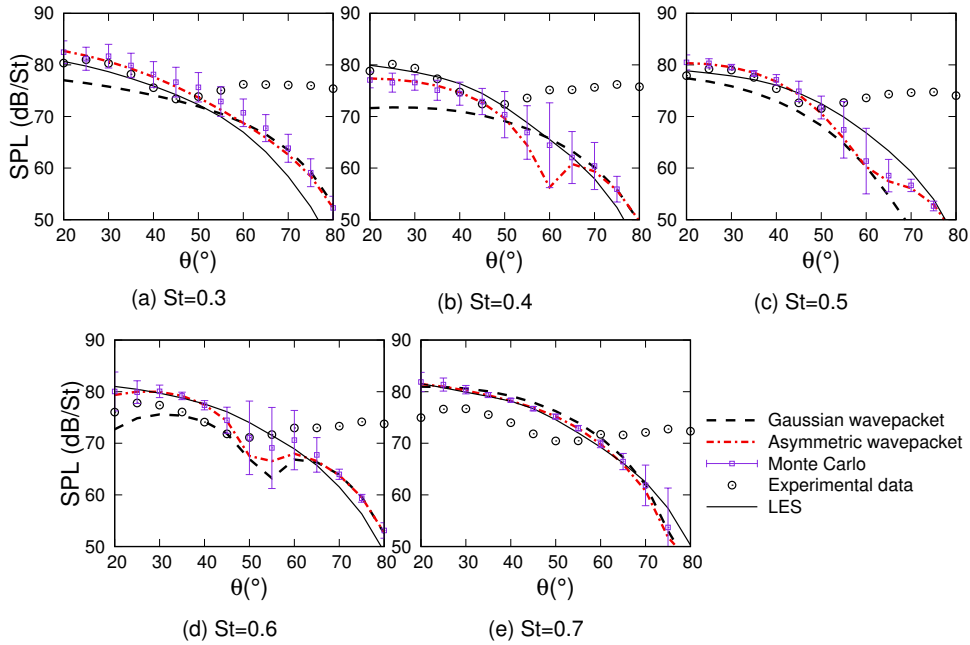 90
80
70
60
50
SPL (dB/St)
20 30 40 50 60 70 80
θ(°)
(a) St=0.3
90
80
70
60
50
20 30 40 50 60 70 80
θ(°)
(b) St=0.4
90
80
70
60
50
20 30 40 50 60 70 80
θ(°)
(c) St=0.5
90
80
70
60
50
SPL (dB/St)
20 30 40 50 60 70 80
θ(°)
(d) St=0.6
90
80
70
60
50
20 30 40 50 60 70 80
θ(°)
(e) St=0.7
Gaussian wavepacket
Asymmetric wavepacket
Monte Carlo
Experimental data
LES